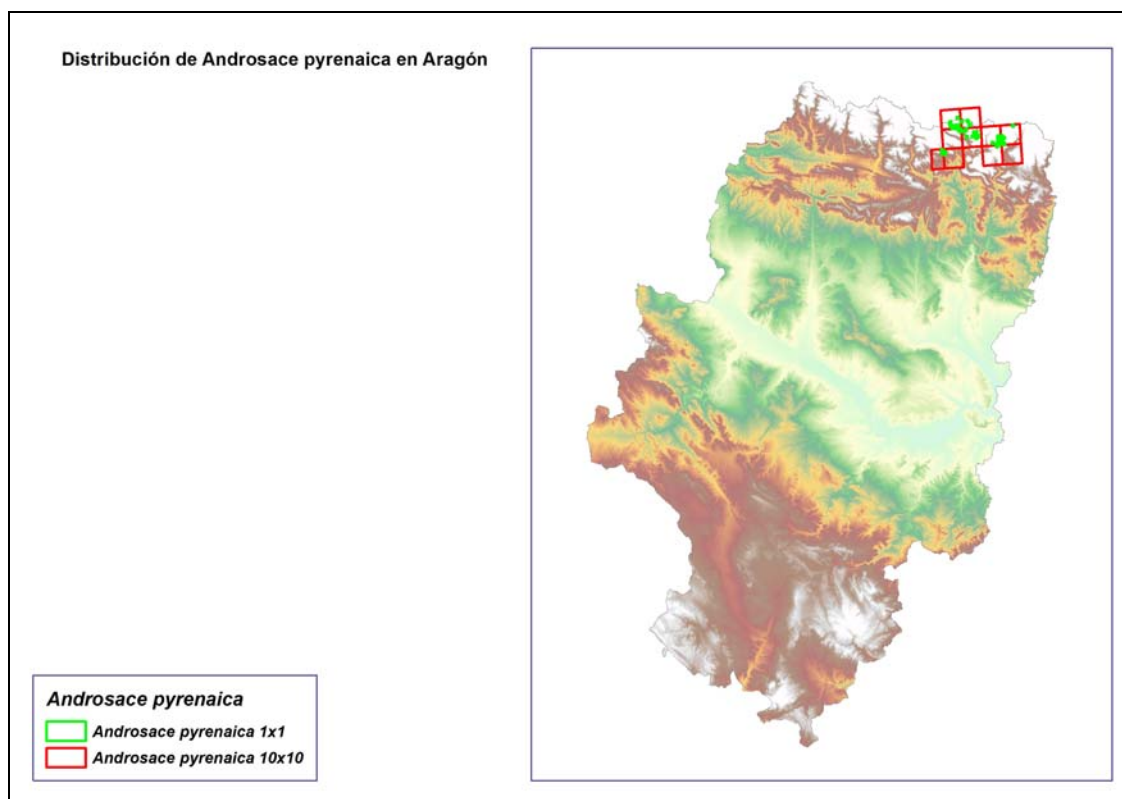 Distribución de Androsace pyrenaica en Aragón
Androsace pyrenaica
Androsace pyrenaica 1x1
Androsace pyrenaica 10x10